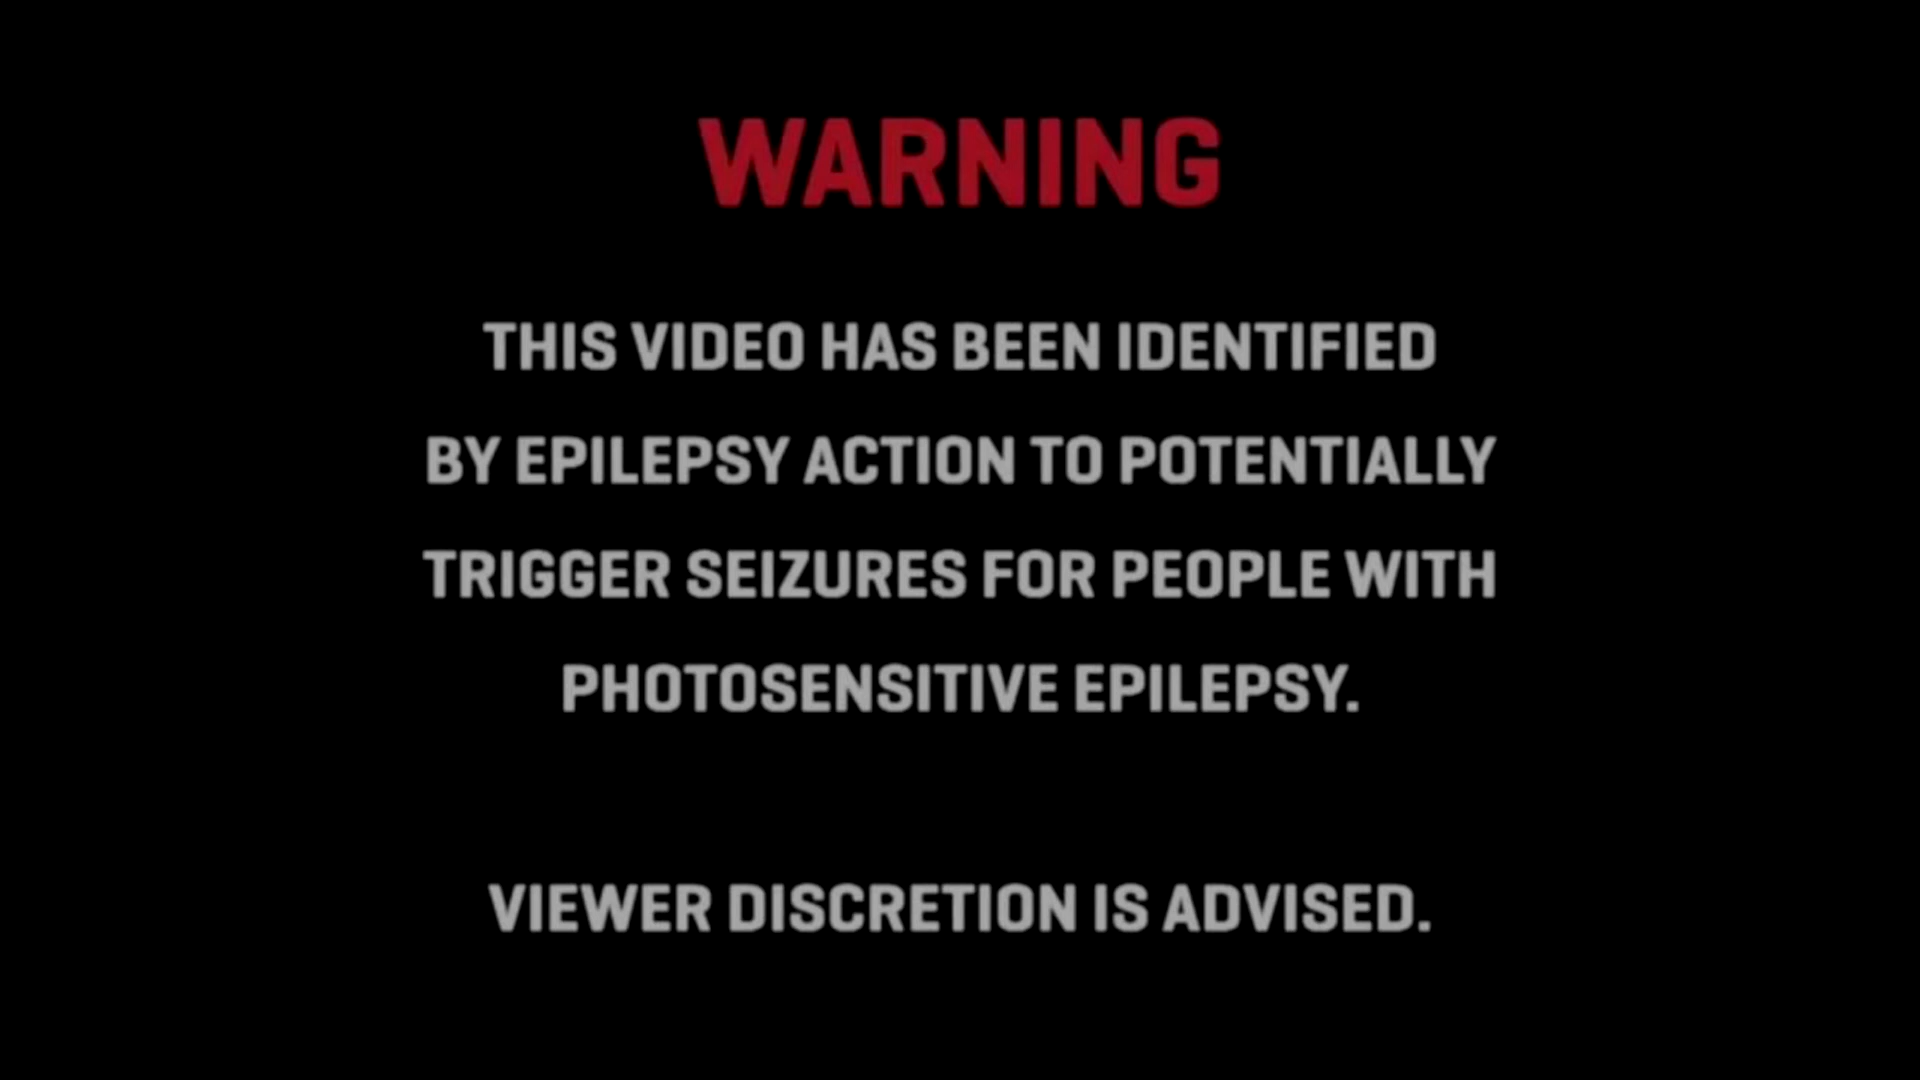 WARNING
THIS VIDEO HAS BEEN IDENTIFIED
BY EPILEPSY ACTION TO POTENTIALLY
TRIGGER SEIZURES FOR PEOPLE WITH
PHOTOSENSITIVE EPILEPSY.
VIEWER DISCRETION IS ADVISED.